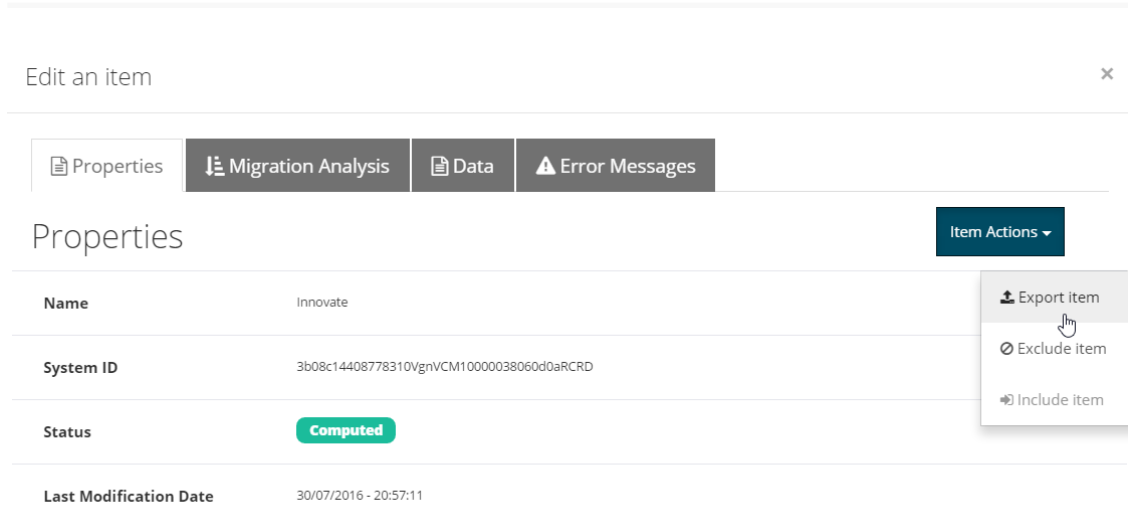 Edit an item
×
Properties Migration Analysis Data Error Messages
Properties Item Actions
Name Innovate Export item
Exclude item
System ID 3b08c14408778310VgnVCM10000038060d0aRCRD
Include item
Status Computed
Last Modification Date 30/07/2016 - 20:57:11